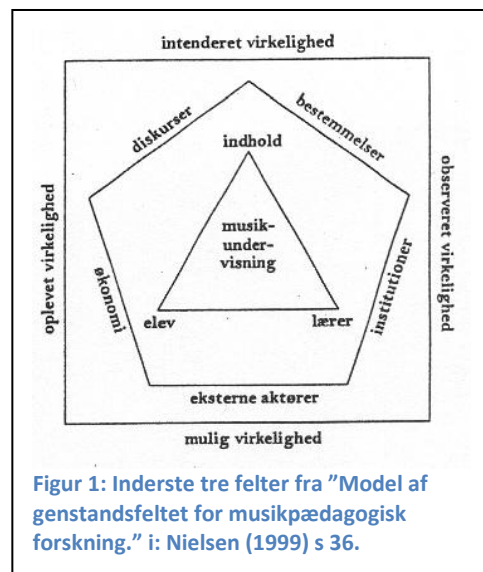 intenderet virkelighed
diskurser
bestemmelser
indhold
oplevet virkelighed
observeret virkelighed
musik-
under-
visning
økonomi
institutioner
elev
lærer
eksterne aktører
mulig virkelighed
Figur 1: Inderste tre felter fra ”Model af
genstandsfeltet for musikpædagogisk
forskning.” i: Nielsen (1999) s 36.